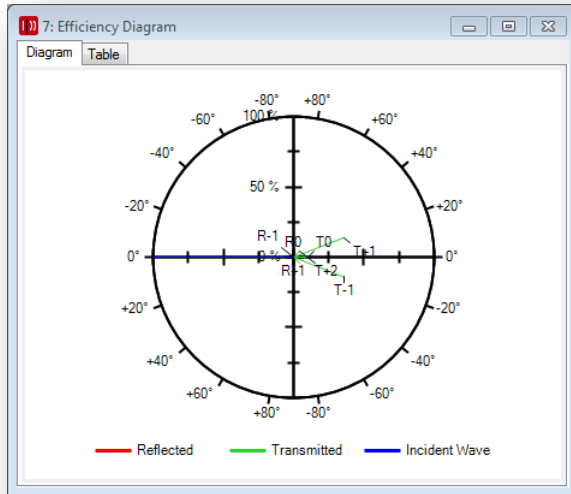 7: Efficiency Diagram
Diagram Table
-80° +80°
100 %
-60° +60°
-40° +40°
50 %
-20° +20°
R-1 R0 T0 T+1
0° 0 % 0°
R+1 T+2
T-1
+20° -20°
+40° -40°
+60° -60°
+80° -80°
Reflected Transmitted Incident Wave